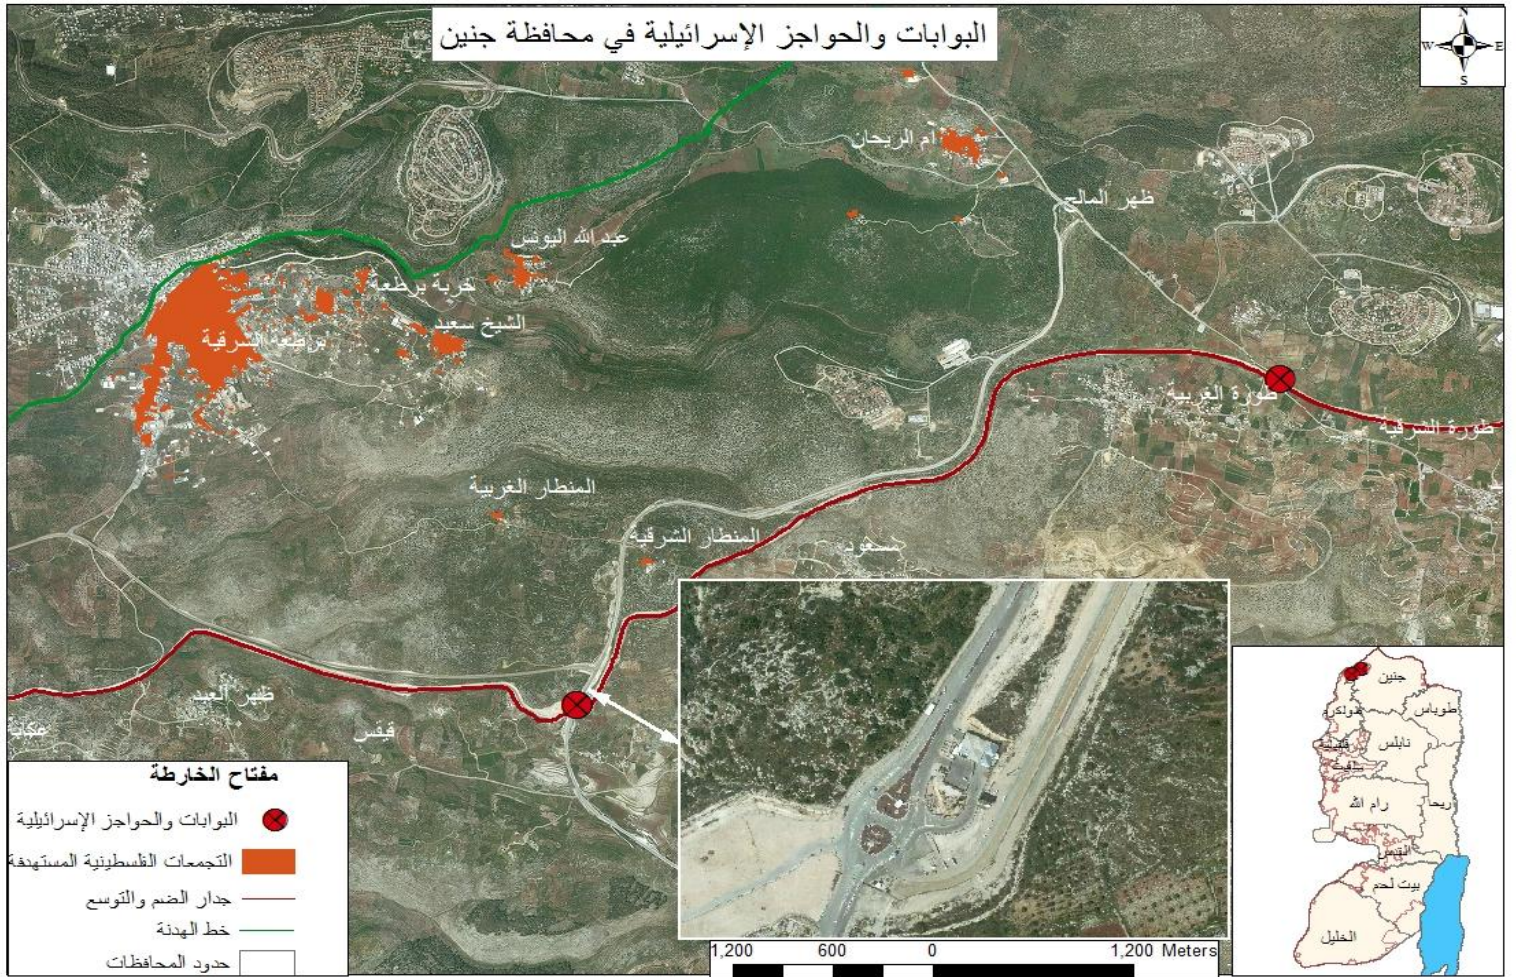 البوابات والحواجز الإسرائيلية في محافظة جنين
N
W E
S
ام الريحان
ظهر المالح
عبد الله اليونس
خربة برطعة
الشيخ سعيد
برطعة الشرقية
طورة الغربية
طورة الشرقية
المنطار الغربية
المنطار الشرقية
مسعود
ظهر العبد
عكابا
قيفس
مفتاح الخارطة
البوابات والحواجز الإسرائيلية
التجمعات الفلسطينية المستهدفة
جدار الضم والتوسع
خط الهدنة
حدود المحافظات
1,200 600 0 1,200 Meters
جنين
طوباس
طولكرم
نابلس
قلقيلية
سلفيت
رام الله
اريحا
القدس
بيت لحم
الخليل